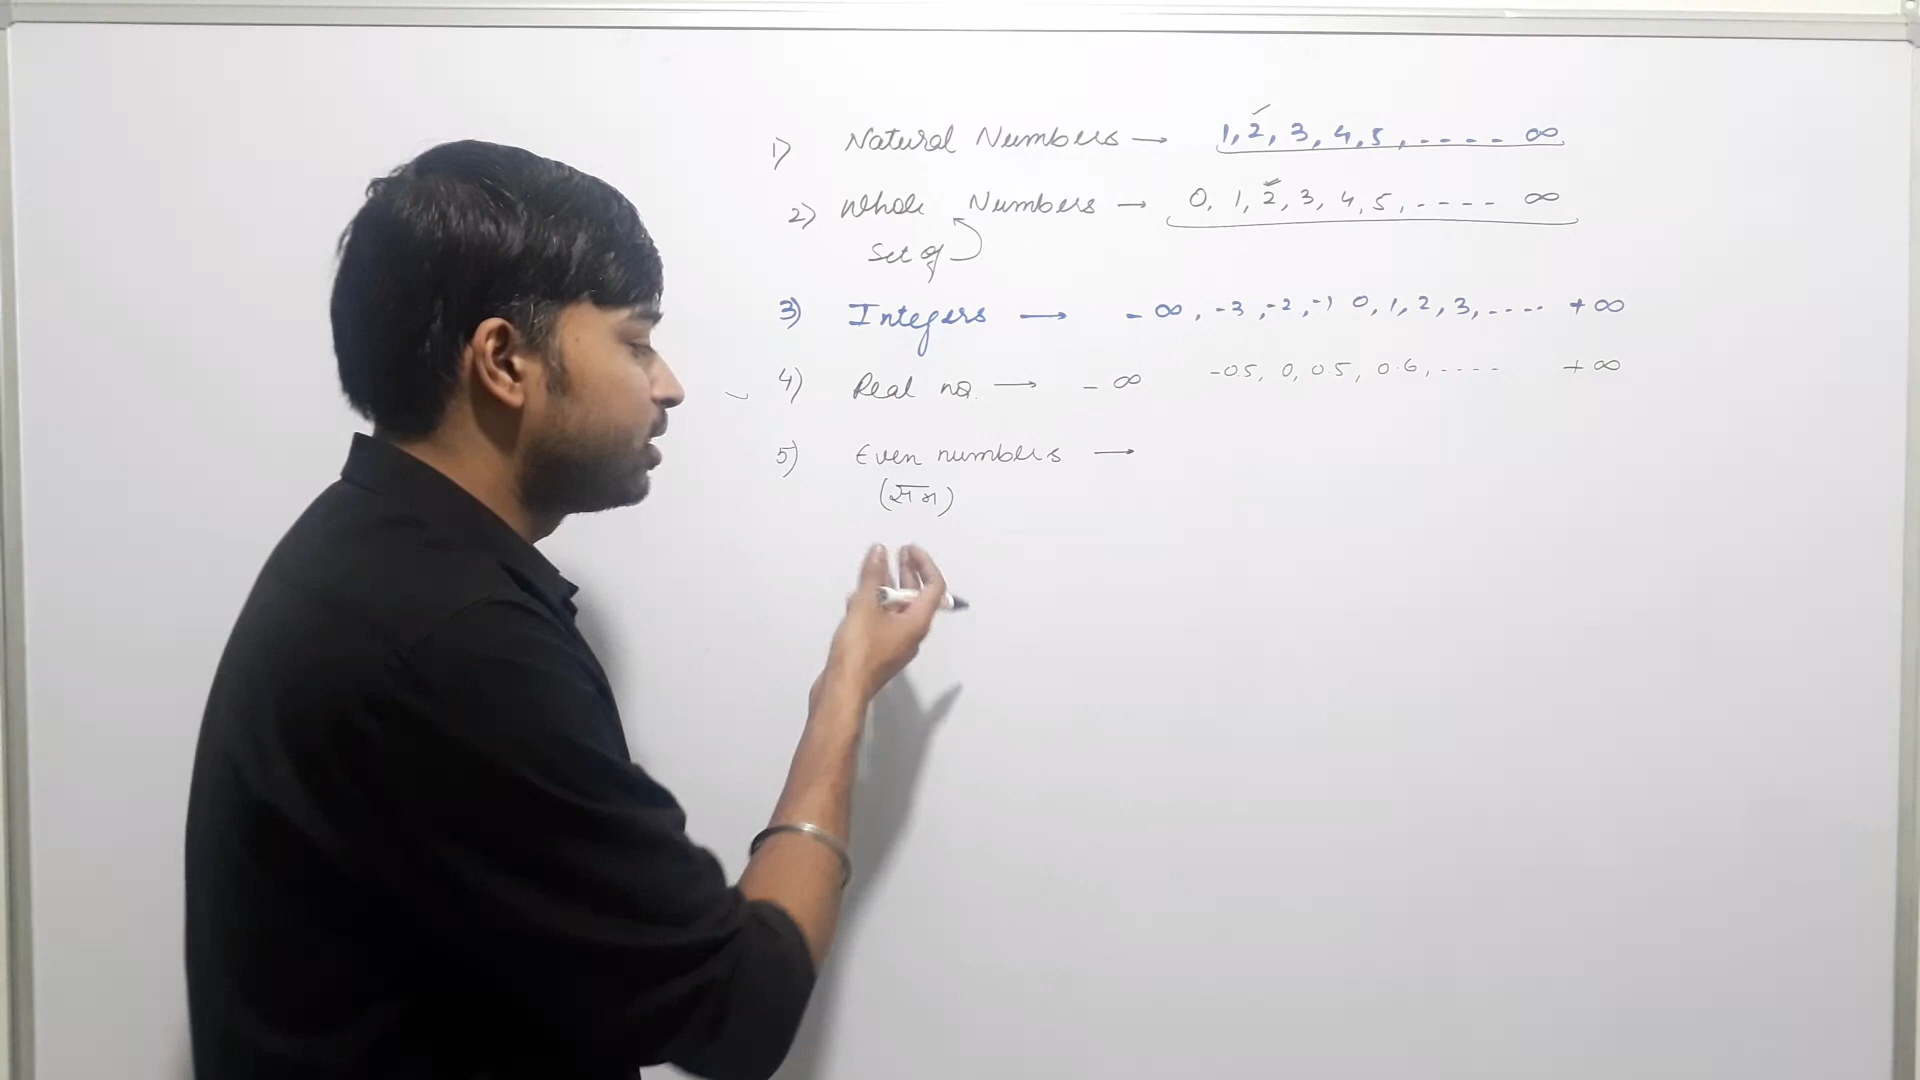 1) Natural Numbers → 1, 2, 3, 4, 5, - - - - ∞
2) Whole Numbers → 0, 1, 2, 3, 4, 5, - - - - ∞
Set of
3) Integers → - ∞, -3, -2, -1 0, 1, 2, 3, - - - - + ∞
4) Real no. → - ∞ -0.5, 0, 0.5, 0.6, - - - - + ∞
5) Even numbers →
(सम)